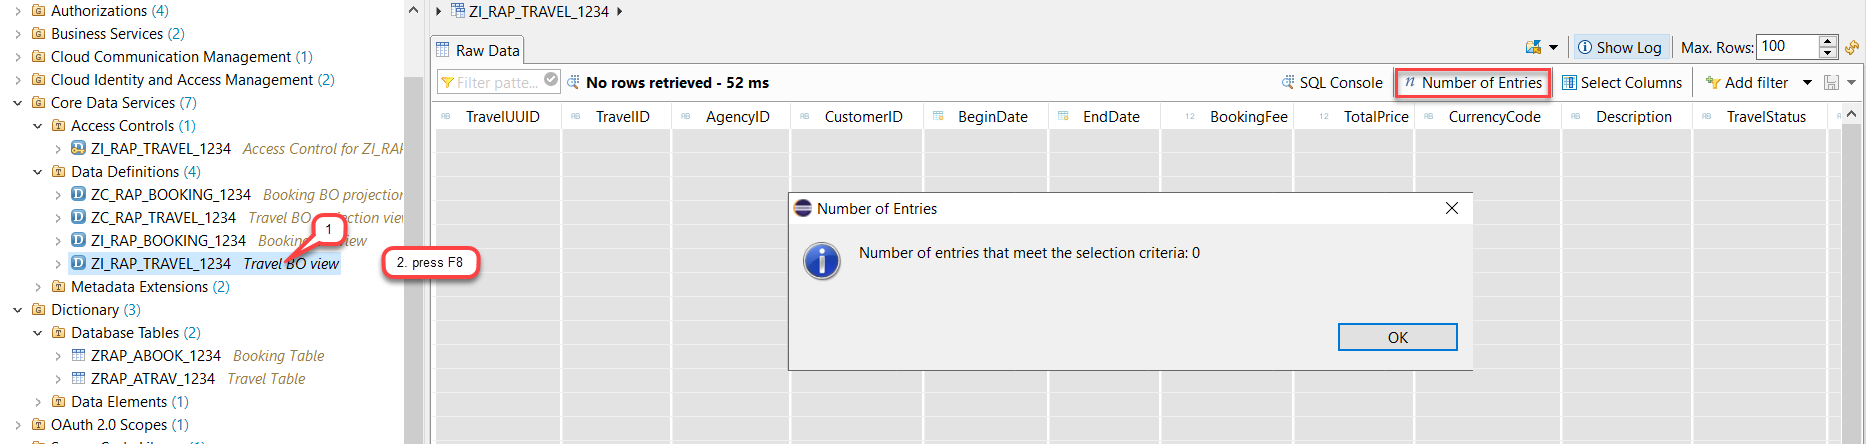 Authorizations (4)
Business Services (2)
Cloud Communication Management (1)
Cloud Identity and Access Management (2)
Core Data Services (7)
Access Controls (1)
ZI_RAP_TRAVEL_1234 Access Control for ZI_RAP
Data Definitions (4)
ZC_RAP_BOOKING_1234 Booking BO projection
ZC_RAP_TRAVEL_1234 Travel BO projection view
ZI_RAP_BOOKING_1234 Booking view
ZI_RAP_TRAVEL_1234 Travel BO view
1
2. press F8
Metadata Extensions (2)
Dictionary (3)
Database Tables (2)
ZRAP_ABOOK_1234 Booking Table
ZRAP_ATRAV_1234 Travel Table
Data Elements (1)
OAuth 2.0 Scopes (1)
ZI_RAP_TRAVEL_1234
Raw Data
Show Log Max. Rows: 100
Filter patte... No rows retrieved - 52 ms SQL Console Number of Entries Select Columns Add filter
TravelUUID TravelID AgencyID CustomerID BeginDate EndDate BookingFee TotalPrice CurrencyCode Description TravelStatus
Number of Entries
Number of entries that meet the selection criteria: 0
OK